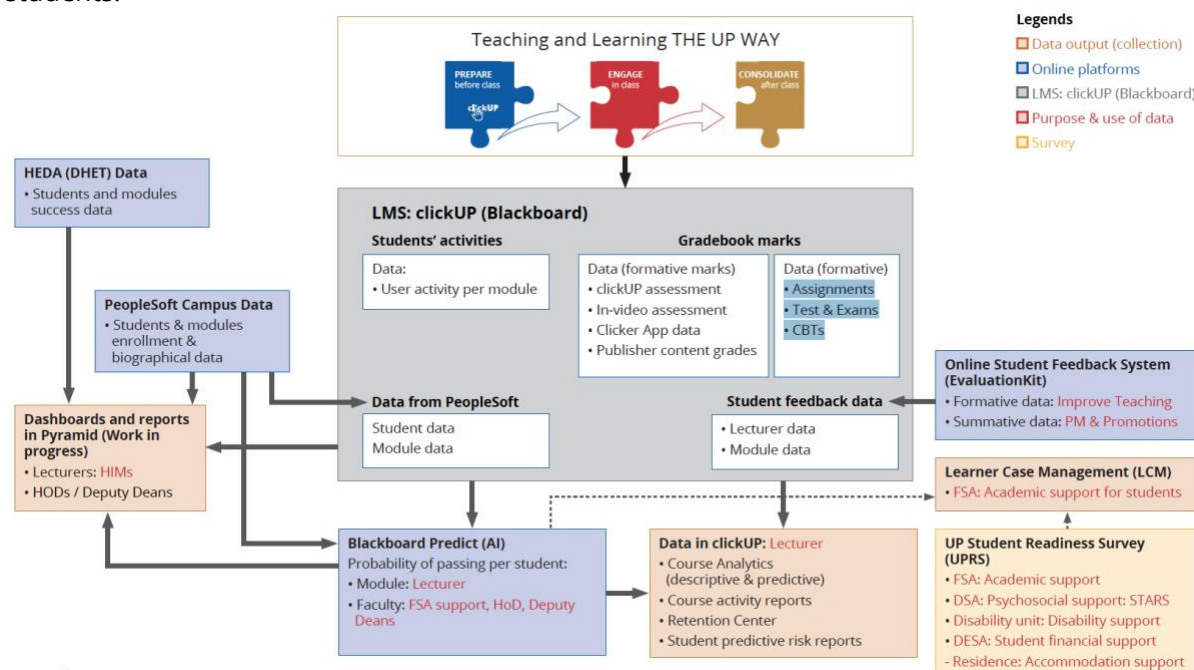 students.
Teaching and Learning THE UP WAY
PREPARE
before class
clickUP
ENGAGE
in class
CONSOLIDATE
after class
Legends
Data output (collection)
Online platforms
LMS: clickUP (Blackboard)
Purpose & use of data
Survey
HEDA (DHET) Data
• Students and modules
success data
PeopleSoft Campus Data
• Students & modules
enrollment &
biographical data
Dashboards and reports
in Pyramid (Work in
progress)
• Lecturers: HIMs
• HODs / Deputy Deans
LMS: clickUP (Blackboard)
Students’ activities
Data:
• User activity per module
Gradebook marks
Data (formative marks)
• clickUP assessment
• In-video assessment
• Clicker App data
• Publisher content grades
Data (formative)
• Assignments
• Test & Exams
• CBTs
Data from PeopleSoft
Student data
Module data
Student feedback data
• Lecturer data
• Module data
Online Student Feedback System
(EvaluationKit)
• Formative data: Improve Teaching
• Summative data: PM & Promotions
Learner Case Management (LCM)
• FSA: Academic support for students
Blackboard Predict (AI)
Probability of passing per student:
• Module: Lecturer
• Faculty: FSA support, HoD, Deputy
Deans
Data in clickUP: Lecturer
• Course Analytics
(descriptive & predictive)
• Course activity reports
• Retention Center
• Student predictive risk reports
UP Student Readiness Survey
(UPRS)
• FSA: Academic support
• DSA: Psychosocial support: STARS
• Disability unit: Disability support
• DESA: Student financial support
- Residence: Accommodation support